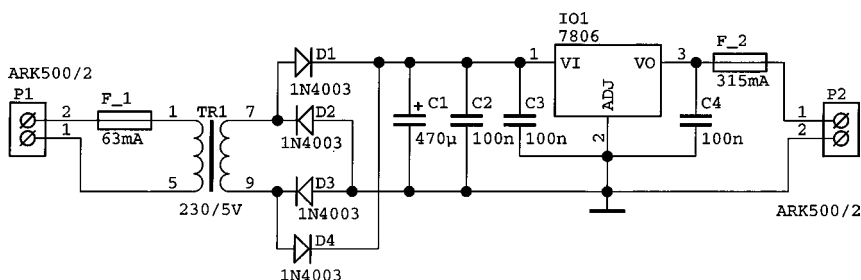 IO1
7806
D1
1 VI VO 3 F_2
1N4003
315mA
ARK500/2
P1
F_1 TR1
2 1 7 D2
1N4003
+ C1 C2 C3 ADJ C4 P2
1 63mA
470µ 100n 100n 2 100n 1
2
5 9 D3
230/5V 1N4003
ARK500/2
D4
1N4003